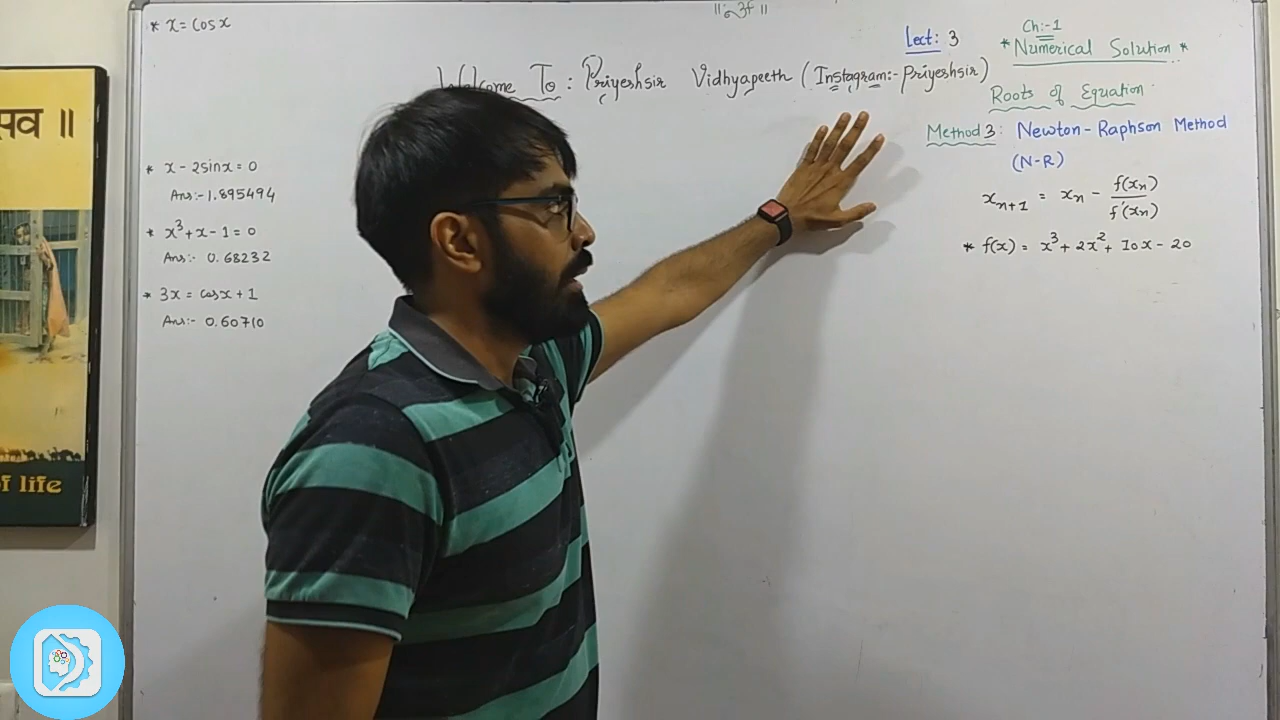 ॥ ૐ ॥
* x = cosx
Lect: 3
Ch:-1
* Numerical Solution *
Welcome To : Priyeshsir Vidhyapeeth (Instagram:- priyeshsir)
Roots of Equation
Method 3: Newton-Raphson Method
(N-R)
xₙ₊₁ = xₙ - f(xₙ)/f'(xₙ)
* f(x) = x³ + 2x² + 10x - 20
* x - 2sinx = 0
Ans:- 1.895494
* x³ + x - 1 = 0
Ans: 0.68232
* 3x = cosx + 1
Ans:- 0.60710
॥
f life